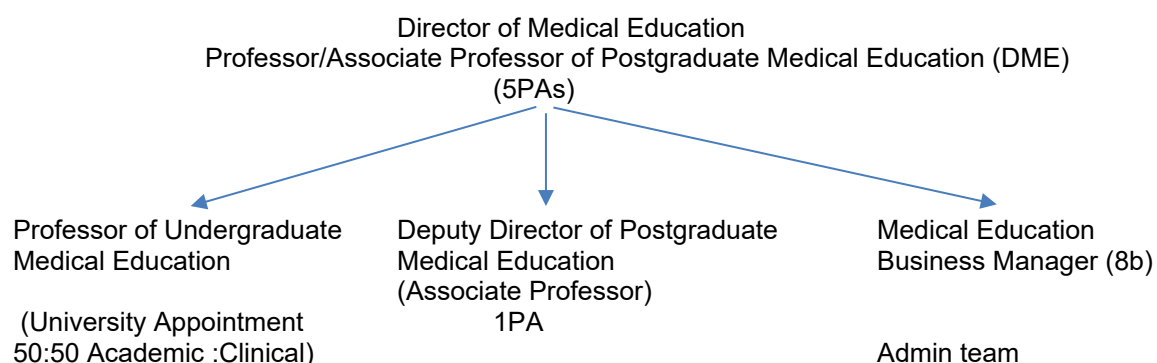 Director of Medical Education
Professor/Associate Professor of Postgraduate Medical Education (DME)
(5PAs)
Professor of Undergraduate
Medical Education
(University Appointment
50:50 Academic :Clinical)
Deputy Director of Postgraduate
Medical Education
(Associate Professor)
1PA
Medical Education
Business Manager (8b)
Admin team